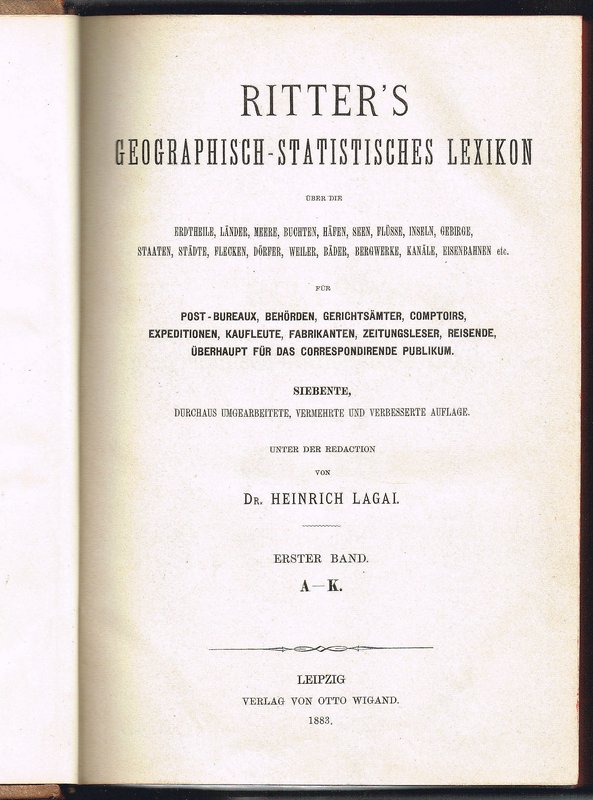 RITTER'S
GEOGRAPHISCH-STATISTISCHES LEXIKON
ÜBER DIE
ERDTHEILE, LÄNDER, MEERE, BUCHTEN, HÄFEN, SEEN, FLÜSSE, INSELN, GEBIRGE,
STAATEN, STÄDTE, FLECKEN, DÖRFER, WEILER, BÄDER, BERGWERKE, KANÄLE, EISENBAHNEN etc.
FÜR
POST-BUREAUX, BEHÖRDEN, GERICHTSÄMTER, COMPTOIRS,
EXPEDITIONEN, KAUFLEUTE, FABRIKANTEN, ZEITUNGSLESER, REISENDE,
ÜBERHAUPT FÜR DAS CORRESPONDIRENDE PUBLIKUM.
SIEBENTE,
DURCHAUS UMGEARBEITETE, VERMEHRTE UND VERBESSERTE AUFLAGE.
UNTER DER REDACTION
VON
DR. HEINRICH LAGAI.
ERSTER BAND.
A—K.
LEIPZIG
VERLAG VON OTTO WIGAND.
1883.